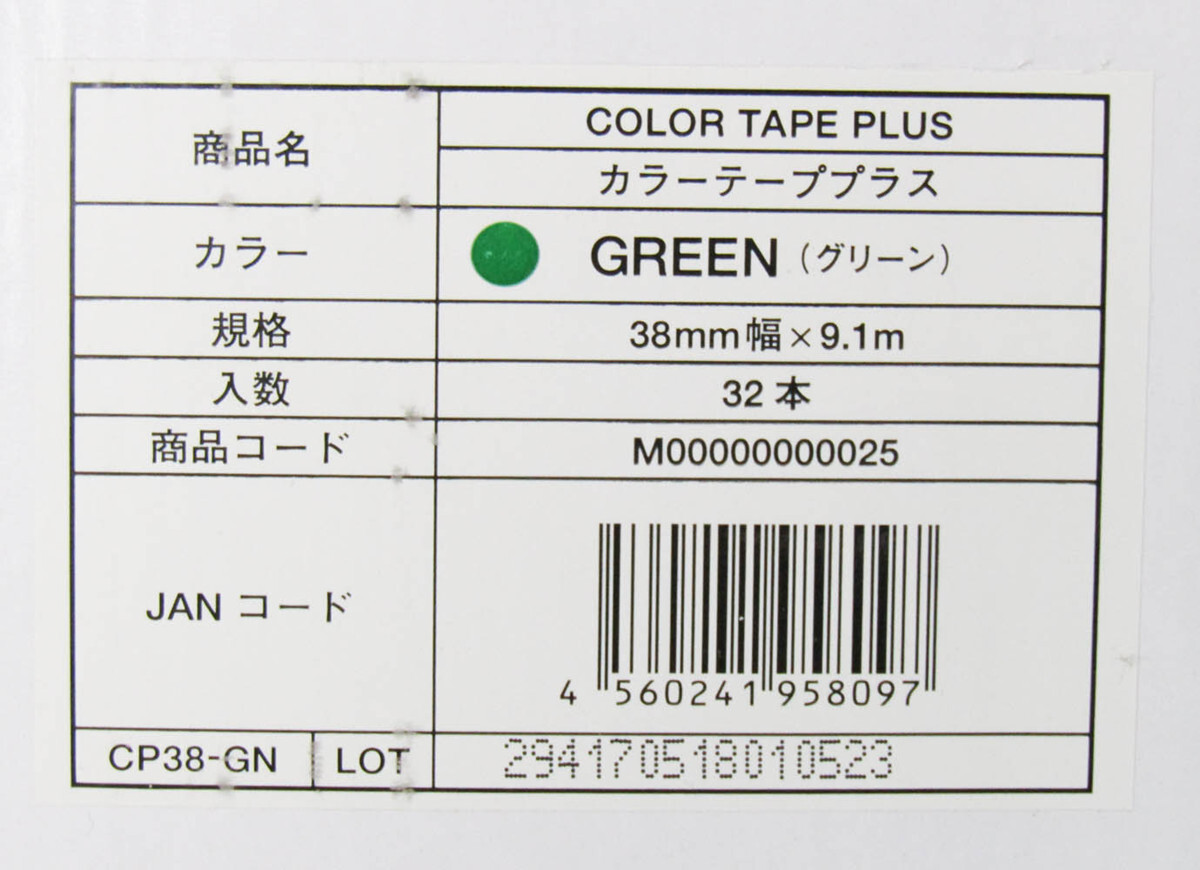 商品名
COLOR TAPE PLUS
カラーテーププラス
カラー
GREEN（グリーン）
規格
38mm幅×9.1m
入数
32本
商品コード
M00000000025
JANコード
4 560241 958097
CP38-GN
LOT
2941705180105​23